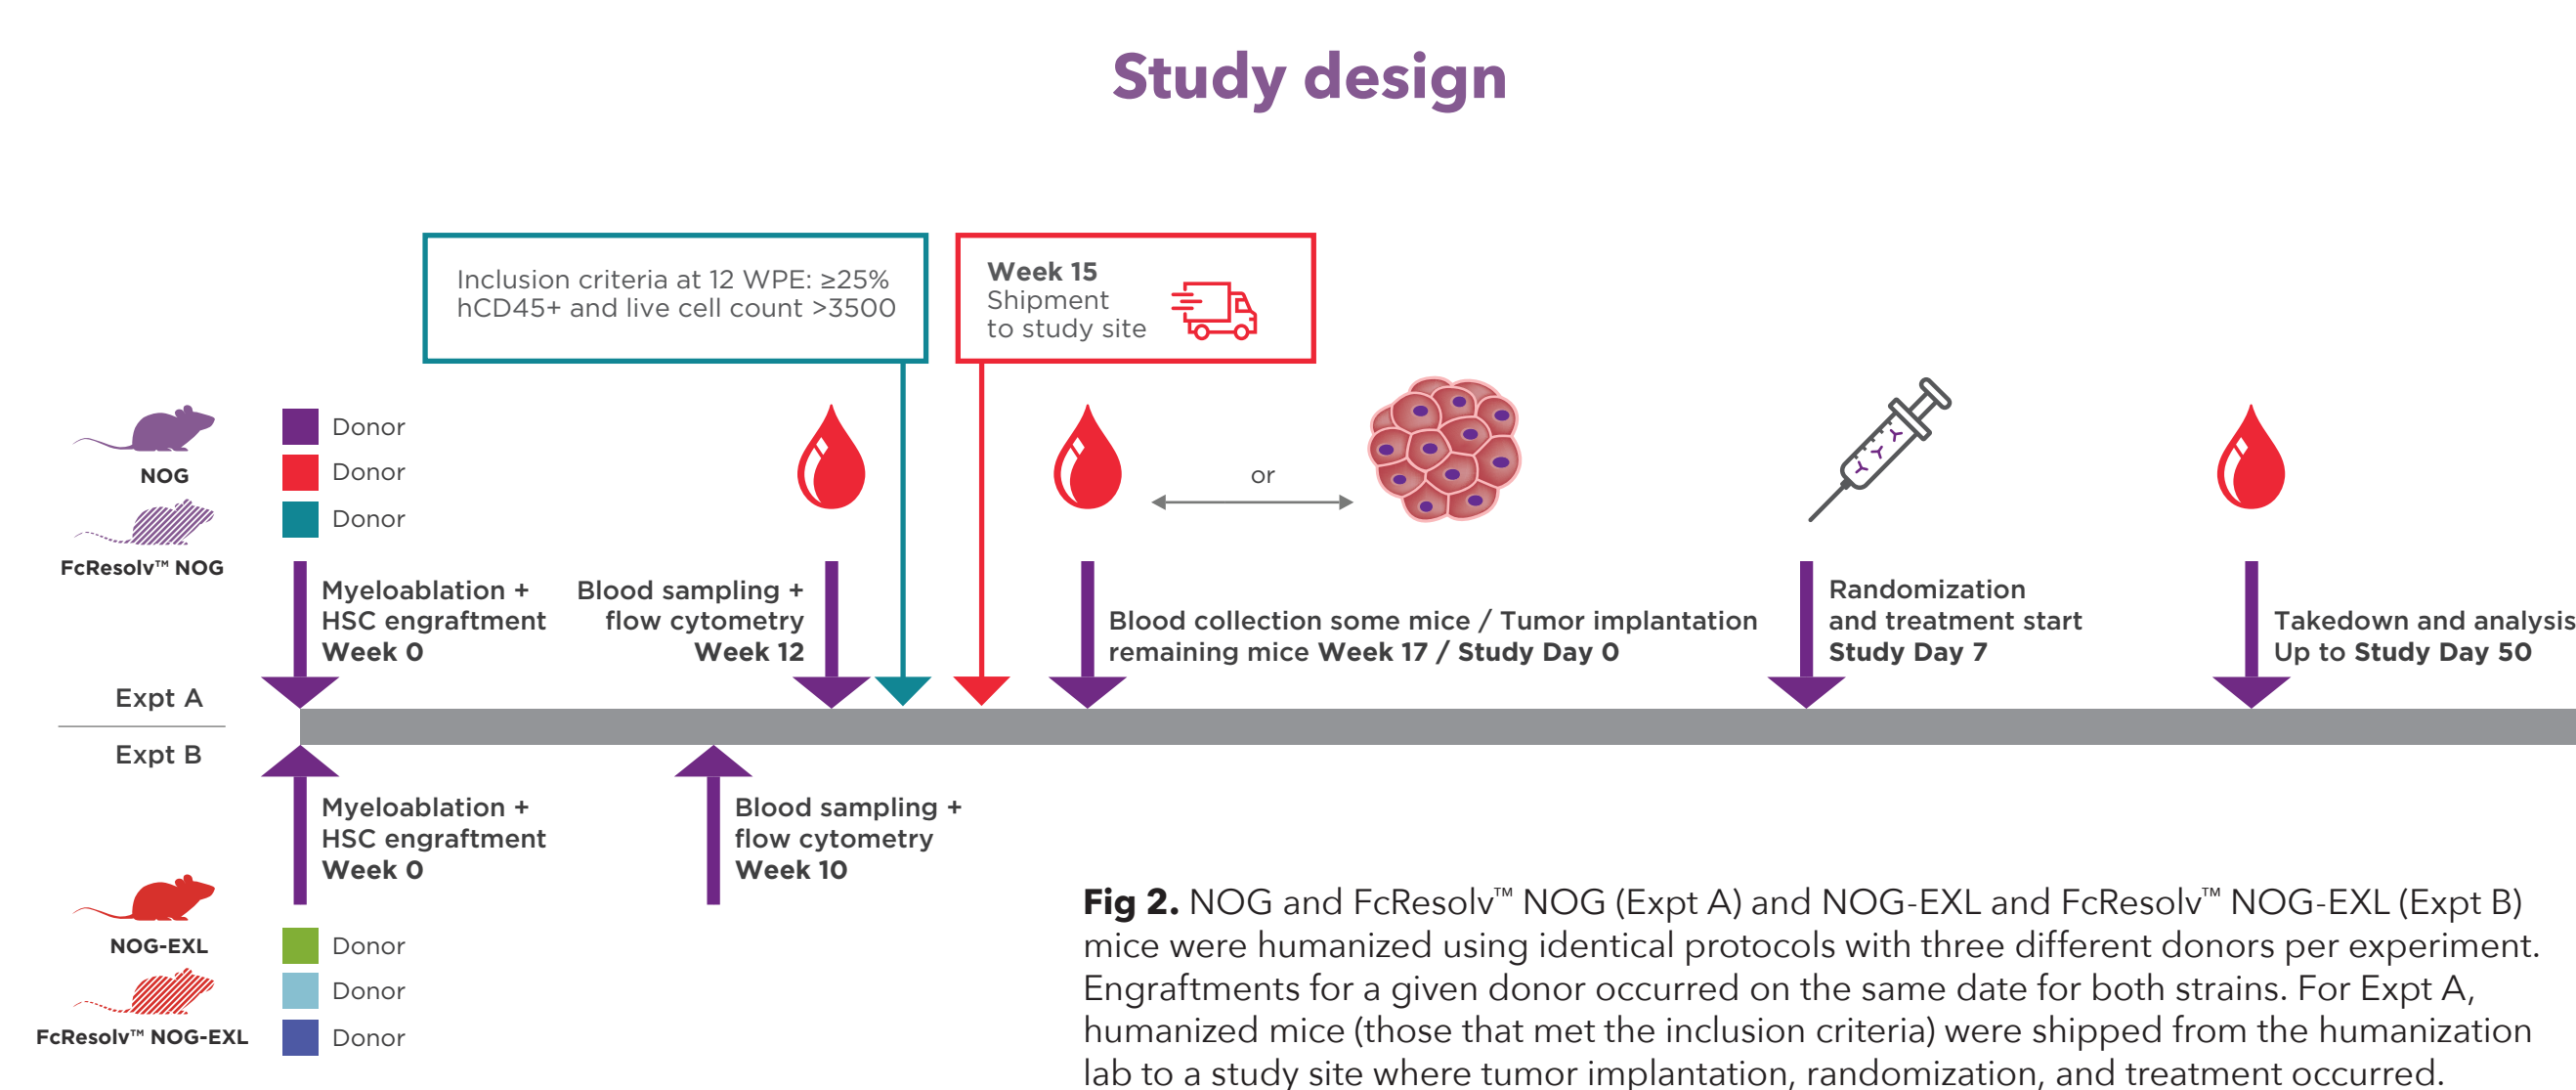 Study design
Inclusion criteria at 12 WPE: ≥25%
hCD45+ and live cell count >3500
Week 15
Shipment
to study site
NOG
FcResolv™ NOG
Donor
Donor
Donor
or
Myeloablation +
HSC engraftment
Week 0
Blood sampling +
flow cytometry
Week 12
Blood collection some mice / Tumor implantation
remaining mice Week 17 / Study Day 0
Randomization
and treatment start
Study Day 7
Takedown and analysis
Up to Study Day 50
Expt A
Expt B
Myeloablation +
HSC engraftment
Week 0
Blood sampling +
flow cytometry
Week 10
NOG-EXL
FcResolv™ NOG-EXL
Donor
Donor
Donor
Fig 2. NOG and FcResolv™ NOG (Expt A) and NOG-EXL and FcResolv™ NOG-EXL (Expt B)
mice were humanized using identical protocols with three different donors per experiment.
Engraftments for a given donor occurred on the same date for both strains. For Expt A,
humanized mice (those that met the inclusion criteria) were shipped from the humanization
lab to a study site where tumor implantation, randomization, and treatment occurred.